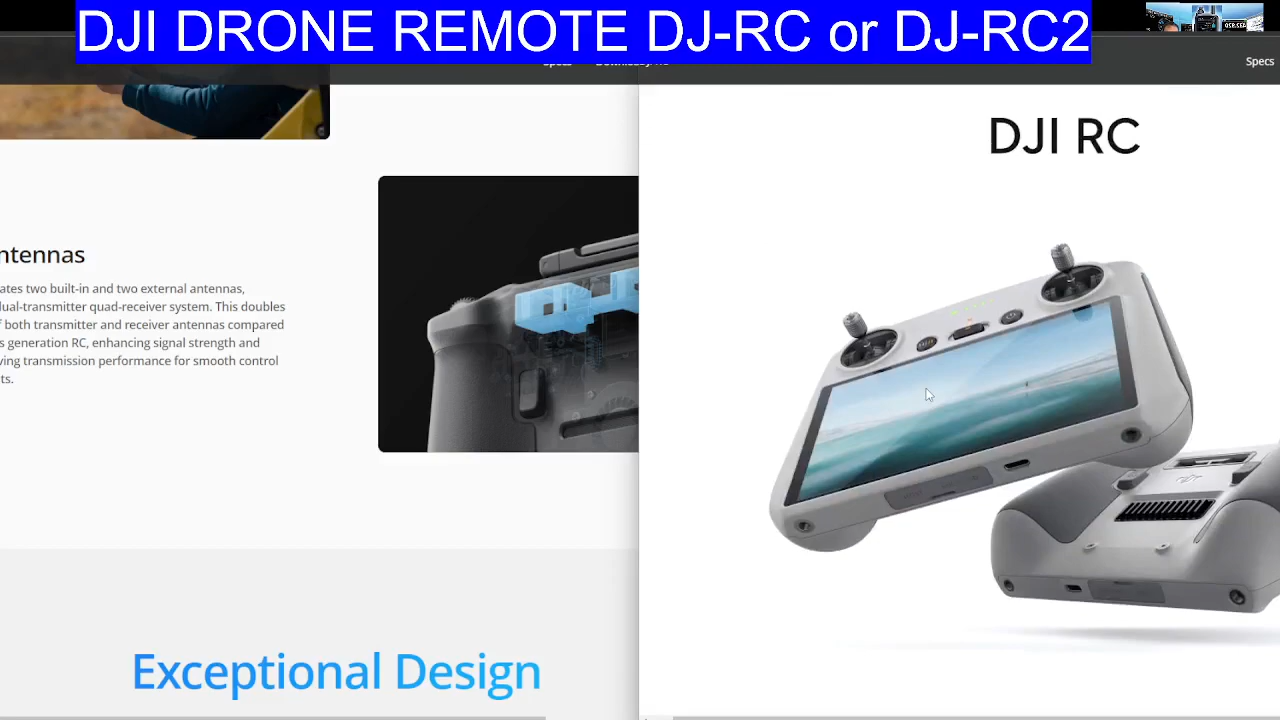 DJI DRONE REMOTE DJ-RC or DJ-RC2
Specs
Specs
DJI RC
ntennas
ates two built-in and two external antennas,
dual-transmitter quad-receiver system. This doubles
f both transmitter and receiver antennas compared
s generation RC, enhancing signal strength and
ving transmission performance for smooth control
ts.
Exceptional Design